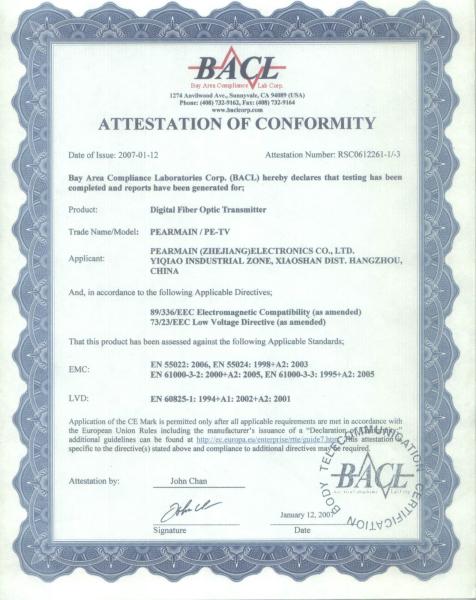 BACL
Bay Area Compliance Lab Corp.
1274 Anvilwood Ave., Sunnyvale, CA 94089 (USA)
Phone: (408) 732-9162, Fax: (408) 732-9164
www.baclcorp.com
ATTESTATION OF CONFORMITY
Date of Issue: 2007-01-12 Attestation Number: RSC0612261-1/-3
Bay Area Compliance Laboratories Corp. (BACL) hereby declares that testing has been
completed and reports have been generated for;
Product: Digital Fiber Optic Transmitter
Trade Name/Model: PEARMAIN / PE-TV
Applicant: PEARMAIN (ZHEJIANG)ELECTRONICS CO., LTD.
YIQIAO INSDUSTRIAL ZONE, XIAOSHAN DIST. HANGZHOU,
CHINA
And, in accordance to the following Applicable Directives;
89/336/EEC Electromagnetic Compatibility (as amended)
73/23/EEC Low Voltage Directive (as amended)
That this product has been assessed against the following Applicable Standards;
EMC: EN 55022: 2006, EN 55024: 1998+A2: 2003
EN 61000-3-2: 2000+A2: 2005, EN 61000-3-3: 1995+A2: 2005
LVD: EN 60825-1: 1994+A1: 2002+A2: 2001
Application of the CE Mark is permitted only after all applicable requirements are met in accordance with
the European Union Rules including the manufacturer's issuance of a "Declaration of
additional guidelines can be found at http://ec.europa.eu/enterprise/rtte/guide7.htm This attestation is
specific to the directive(s) stated above and compliance to additional directives may be required.
Attestation by: John Chan
January 12, 2007
Signature Date
BODY TELECOMMUNICATION CERTIFICATION
BACL